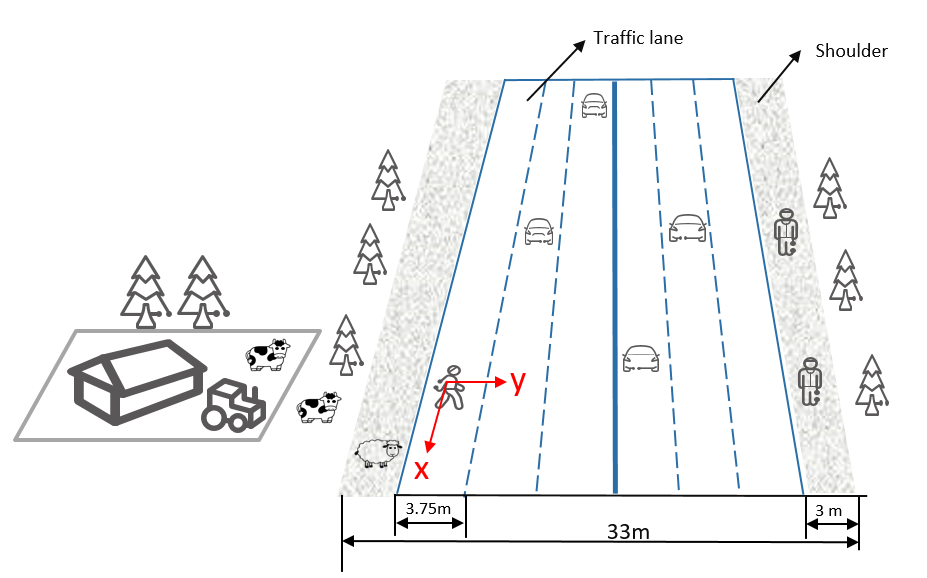 Traffic lane
Shoulder
y
x
3.75m
3 m
33m